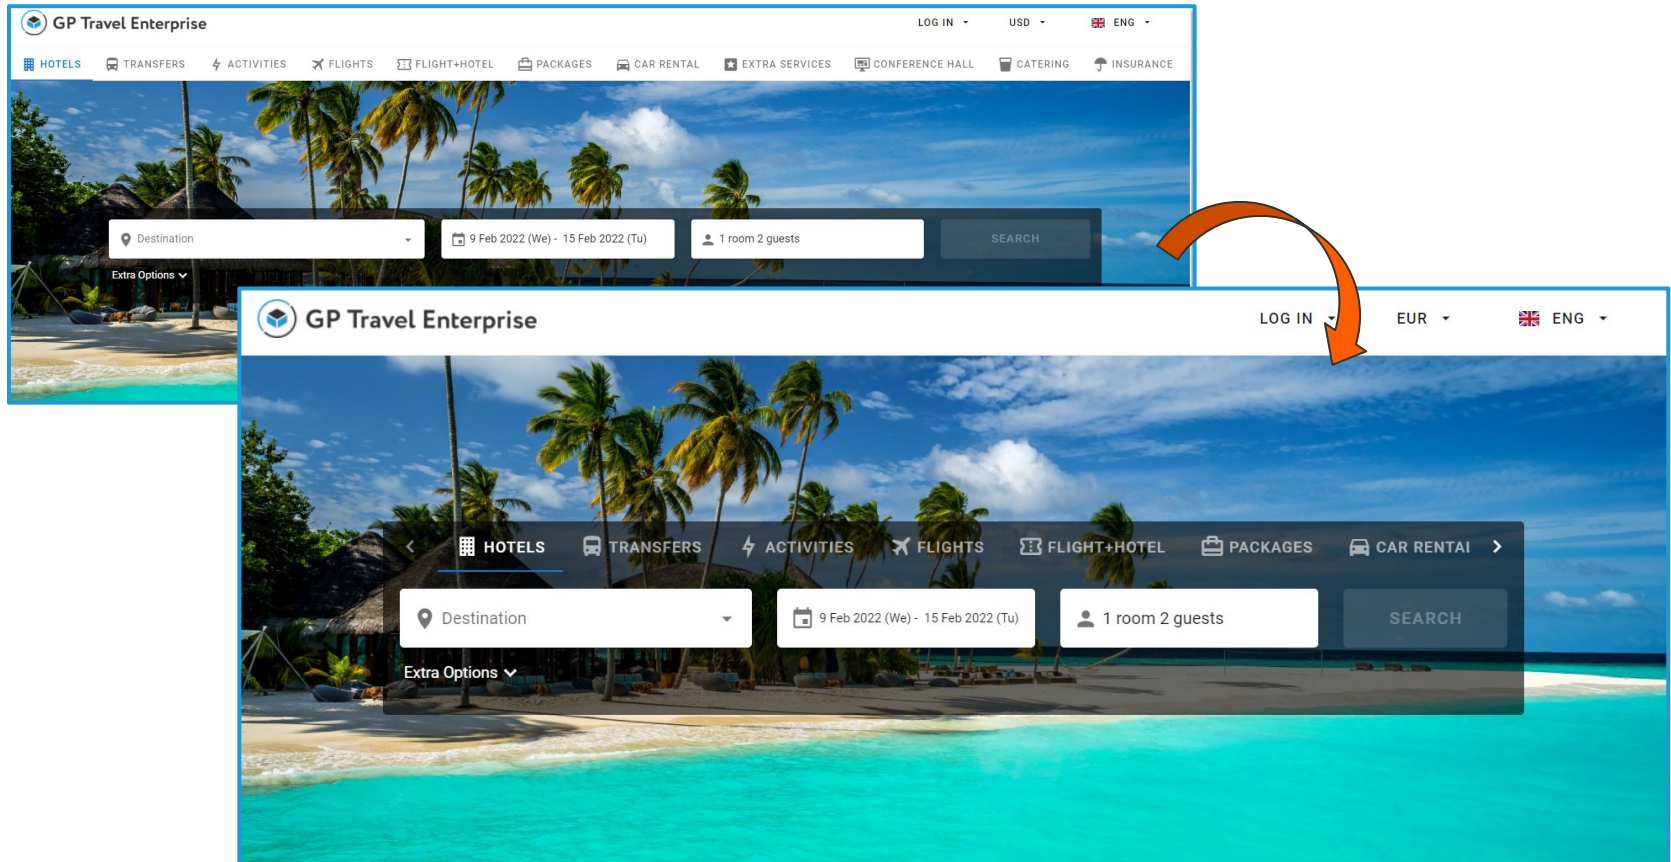 GP Travel Enterprise LOG IN USD ENG
HOTELS TRANSFERS ACTIVITIES FLIGHTS FLIGHT+HOTEL PACKAGES CAR RENTAL EXTRA SERVICES CONFERENCE HALL CATERING INSURANCE
Destination 9 Feb 2022 (We) - 15 Feb 2022 (Tu) 1 room 2 guests SEARCH
Extra Options
GP Travel Enterprise LOG IN EUR ENG
HOTELS TRANSFERS ACTIVITIES FLIGHTS FLIGHT+HOTEL PACKAGES CAR RENTAl
Destination 9 Feb 2022 (We) - 15 Feb 2022 (Tu) 1 room 2 guests SEARCH
Extra Options